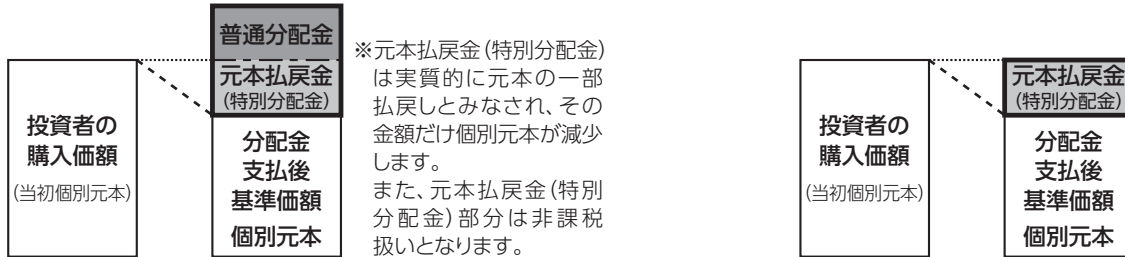 投資者の
購入価額
(当初個別元本)
普通分配金
元本払戻金
(特別分配金)
分配金
支払後
基準価額
個別元本
※元本払戻金(特別分配金)
は実質的に元本の一部
払戻しとみなされ、その
金額だけ個別元本が減少
します。
また、元本払戻金(特別
分配金)部分は非課税
扱いとなります。
投資者の
購入価額
(当初個別元本)
元本払戻金
(特別分配金)
分配金
支払後
基準価額
個別元本